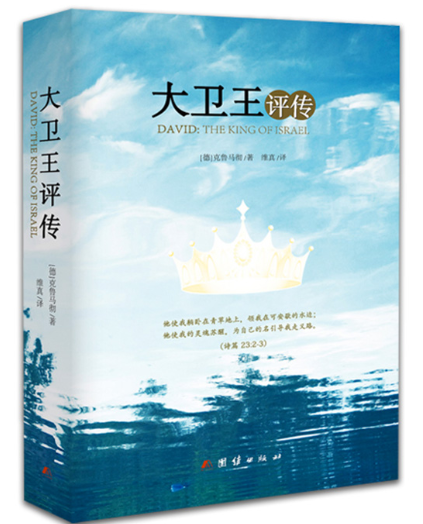 大卫王评传
DAVID: THE KING OF ISRAEL
[德]克鲁马彻/著 维真/译
他使我躺卧在青草地上，领我在可安歇的水边；
他使我的灵魂苏醒，为自己的名引导我走义路。
（诗篇 23:2-3）
团结出版社
大卫王评传
DAVID: THE KING OF ISRAEL
[德]克鲁马彻/著
维真/译